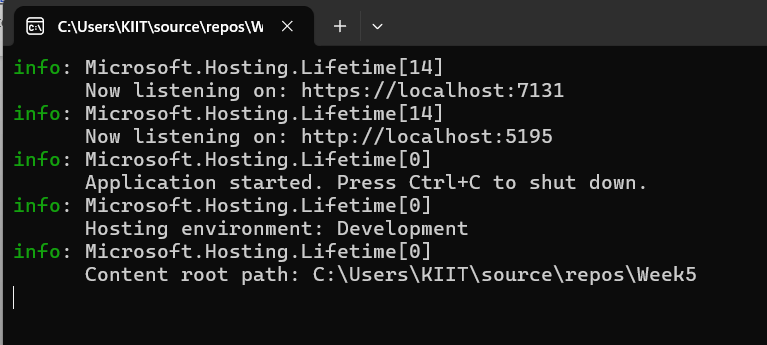 C:\Users\KIIT\source\repos\W
info: Microsoft.Hosting.Lifetime[14]
Now listening on: https://localhost:7131
info: Microsoft.Hosting.Lifetime[14]
Now listening on: http://localhost:5195
info: Microsoft.Hosting.Lifetime[0]
Application started. Press Ctrl+C to shut down.
info: Microsoft.Hosting.Lifetime[0]
Hosting environment: Development
info: Microsoft.Hosting.Lifetime[0]
Content root path: C:\Users\KIIT\source\repos\Week5